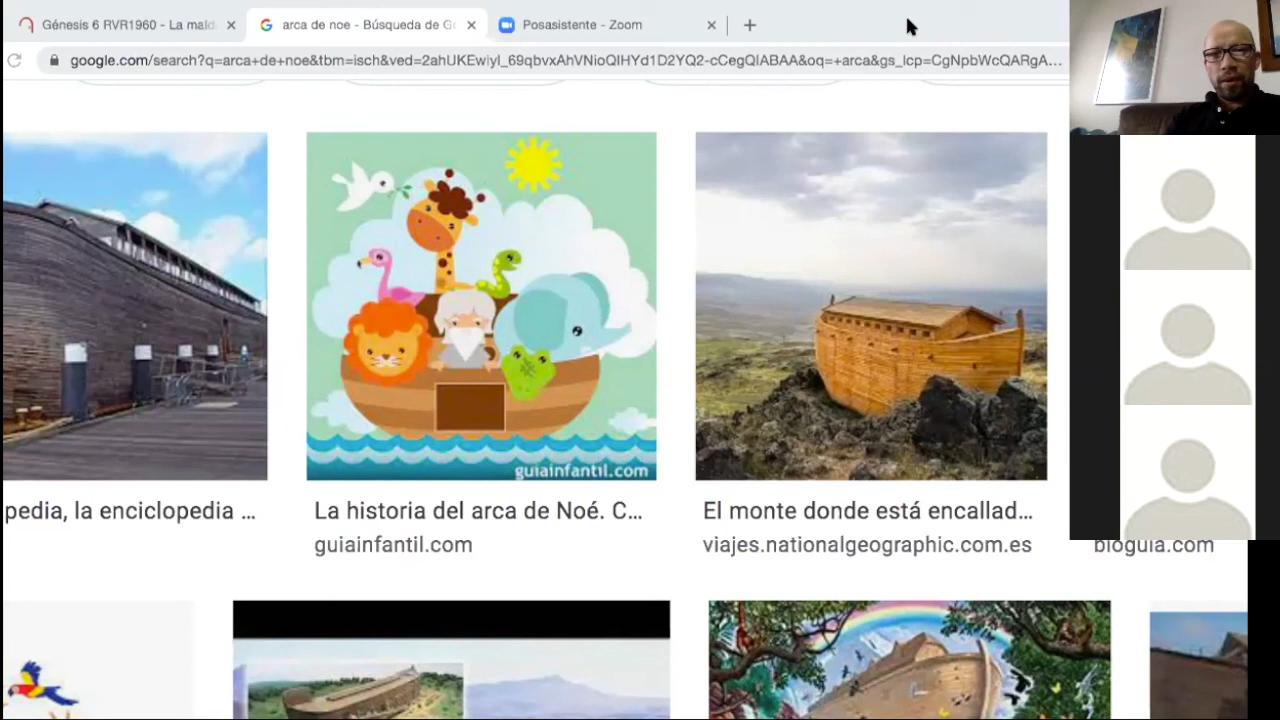 Génesis 6 RVR1960 - La mald
arca de noe - Búsqueda de Go
Posasistente - Zoom
google.com/search?q=arca+de+noe&tbm=isch&ved=2ahUKEwiyl_69qbvxAhVNioQIHYd1D2YQ2-cCegQIABAA&oq=+arca&gs_lcp=CgNpbWcQARgA...
guiainfantil.com
pedia, la enciclopedia ...
La historia del arca de Noé. C...
El monte donde está encallad...
guiainfantil.com
viajes.nationalgeographic.com.es
bloguia.com